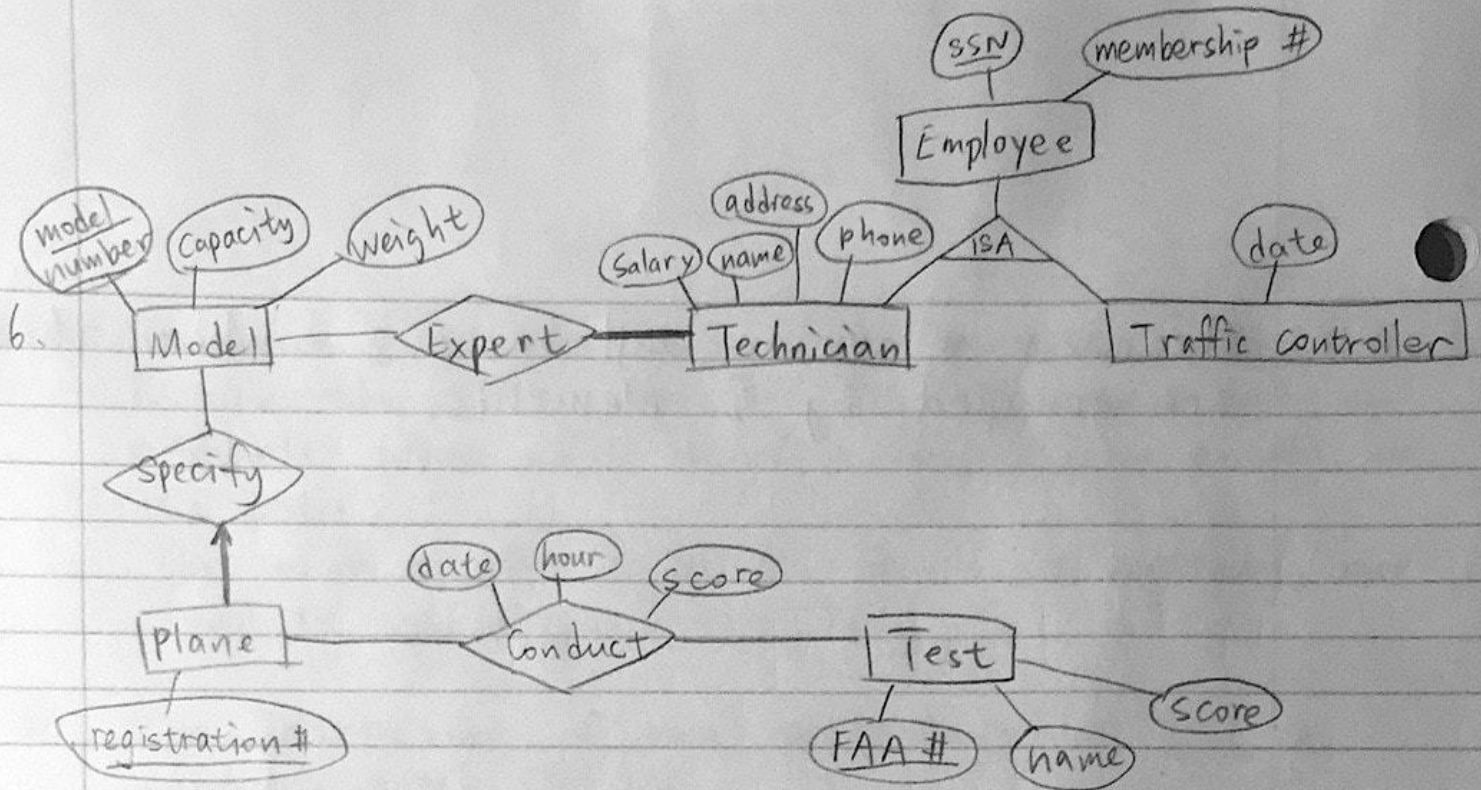 SSN
membership #
Employee
ISA
model number
capacity
weight
salary
name
address
phone
date
6.
Model
Expert
Technician
Traffic controller
specify
date
hour
score
plane
Conduct
Test
registration #
FAA #
name
score